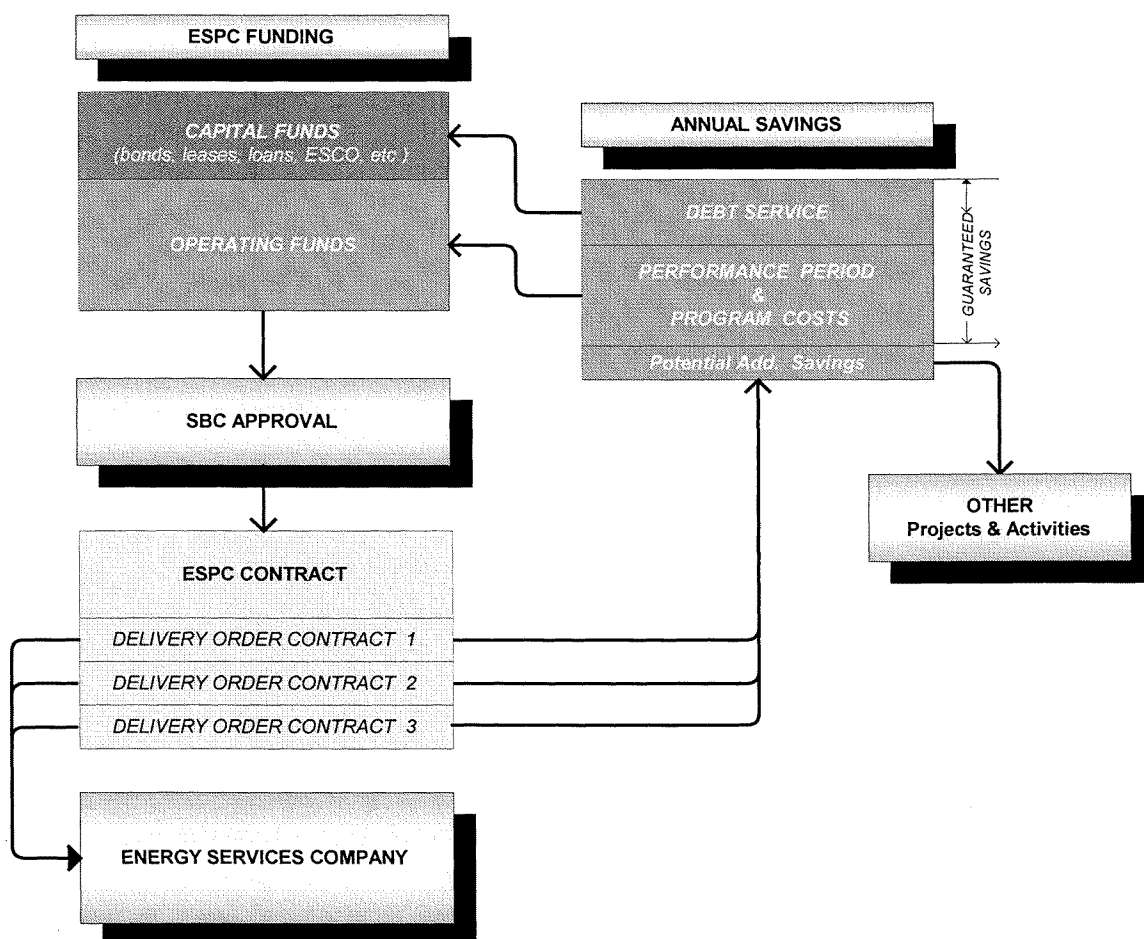 ESPC FUNDING
CAPITAL FUNDS
(bonds, leases, loans, ESCO, etc )
OPERATING FUNDS
ANNUAL SAVINGS
DEBT SERVICE
PERFORMANCE PERIOD
&
PROGRAM COSTS
Potential Add. Savings
GUARANTEED
SAVINGS
SBC APPROVAL
OTHER
Projects & Activities
ESPC CONTRACT
DELIVERY ORDER CONTRACT 1
DELIVERY ORDER CONTRACT 2
DELIVERY ORDER CONTRACT 3
ENERGY SERVICES COMPANY